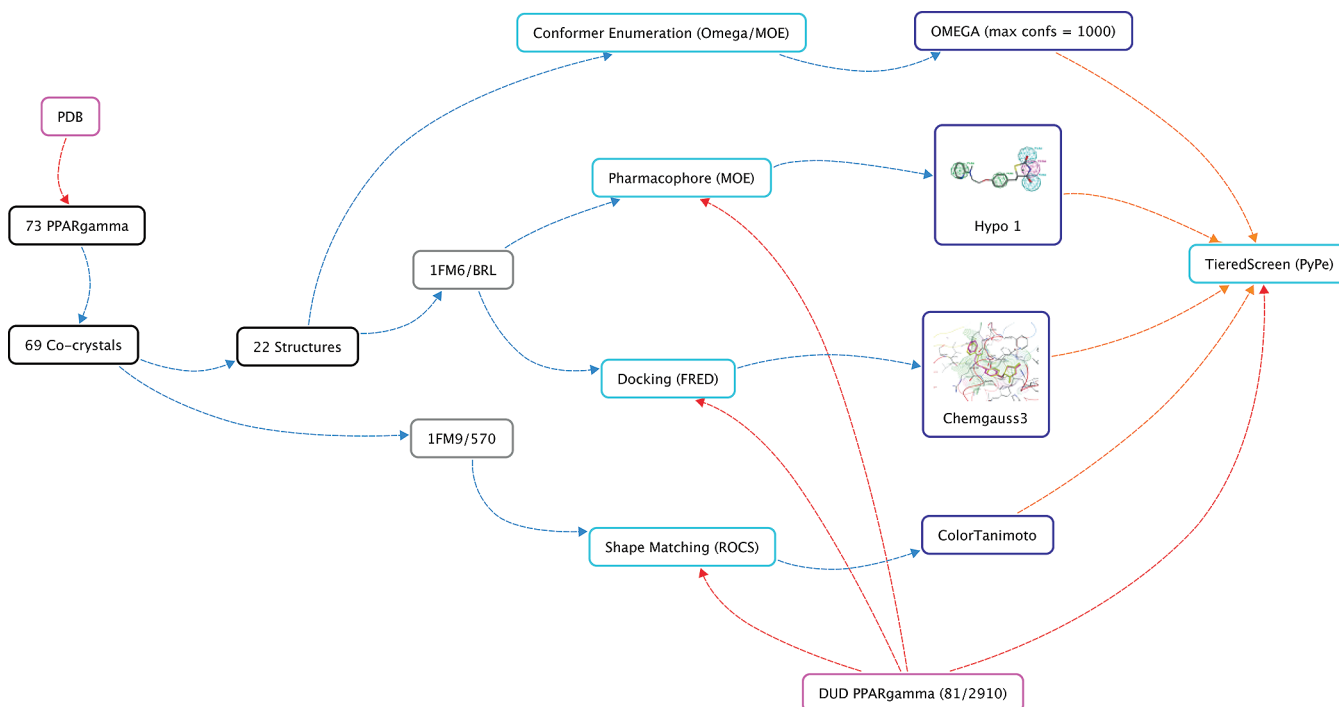 Conformer Enumeration (Omega/MOE)
OMEGA (max confs = 1000)
PDB
73 PPARgamma
Pharmacophore (MOE)
Hypo 1
1FM6/BRL
TieredScreen (PyPe)
69 Co-crystals
22 Structures
Docking (FRED)
Chemgauss3
1FM9/570
Shape Matching (ROCS)
ColorTanimoto
DUD PPARgamma (81/2910)